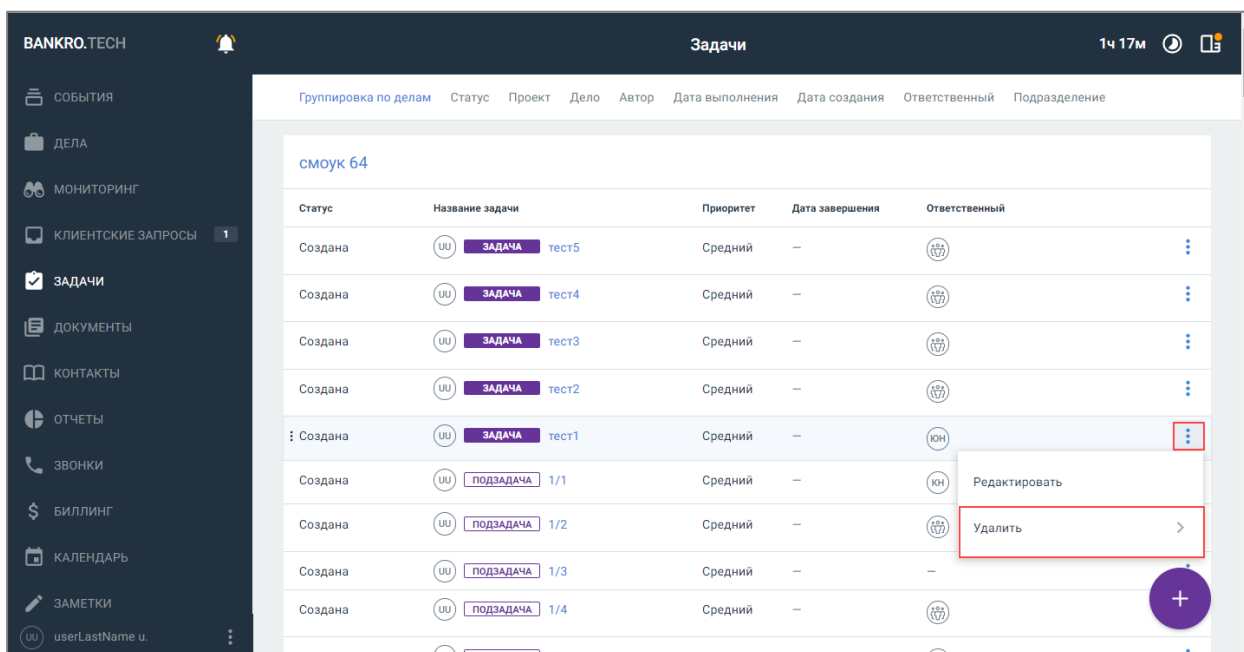 BANKRO.TECH
Задачи
1ч 17м
СОБЫТИЯ
ДЕЛА
МОНИТОРИНГ
КЛИЕНТСКИЕ ЗАПРОСЫ 1
ЗАДАЧИ
ДОКУМЕНТЫ
КОНТАКТЫ
ОТЧЕТЫ
ЗВОНКИ
БИЛЛИНГ
КАЛЕНДАРЬ
ЗАМЕТКИ
UU userLastName u.
Группировка по делам Статус Проект Дело Автор Дата выполнения Дата создания Ответственный Подразделение
смоук 64
Статус Название задачи Приоритет Дата завершения Ответственный
Создана UU ЗАДАЧА тест5 Средний –
Создана UU ЗАДАЧА тест4 Средний –
Создана UU ЗАДАЧА тест3 Средний –
Создана UU ЗАДАЧА тест2 Средний –
Создана UU ЗАДАЧА тест1 Средний – ЮН
Создана UU ПОДЗАДАЧА 1/1 Средний – КН
Создана UU ПОДЗАДАЧА 1/2 Средний –
Создана UU ПОДЗАДАЧА 1/3 Средний – –
Создана UU ПОДЗАДАЧА 1/4 Средний –
Редактировать
Удалить
+